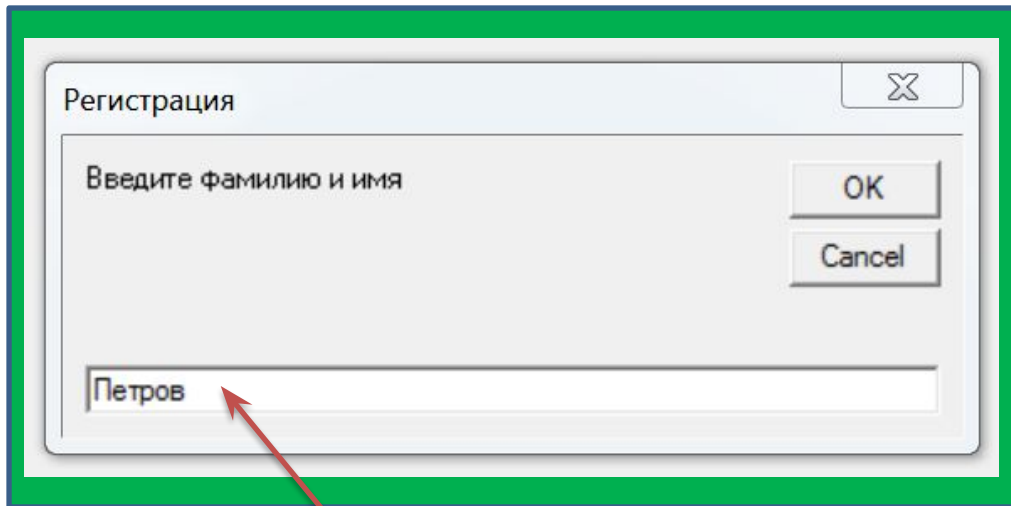 Регистрация
Введите фамилию и имя
OK
Cancel
Петров